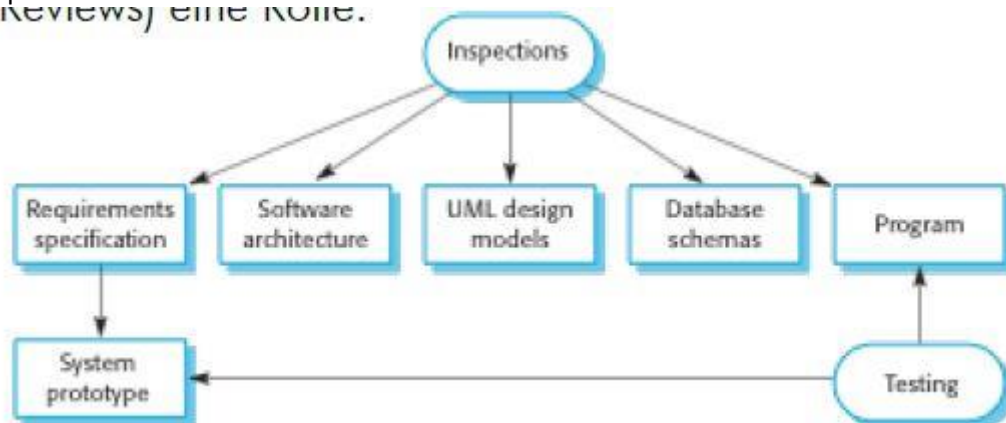 Reviews) eine Rolle.
Inspections
Requirements
specification
Software
architecture
UML design
models
Database
schemas
Program
System
prototype
Testing